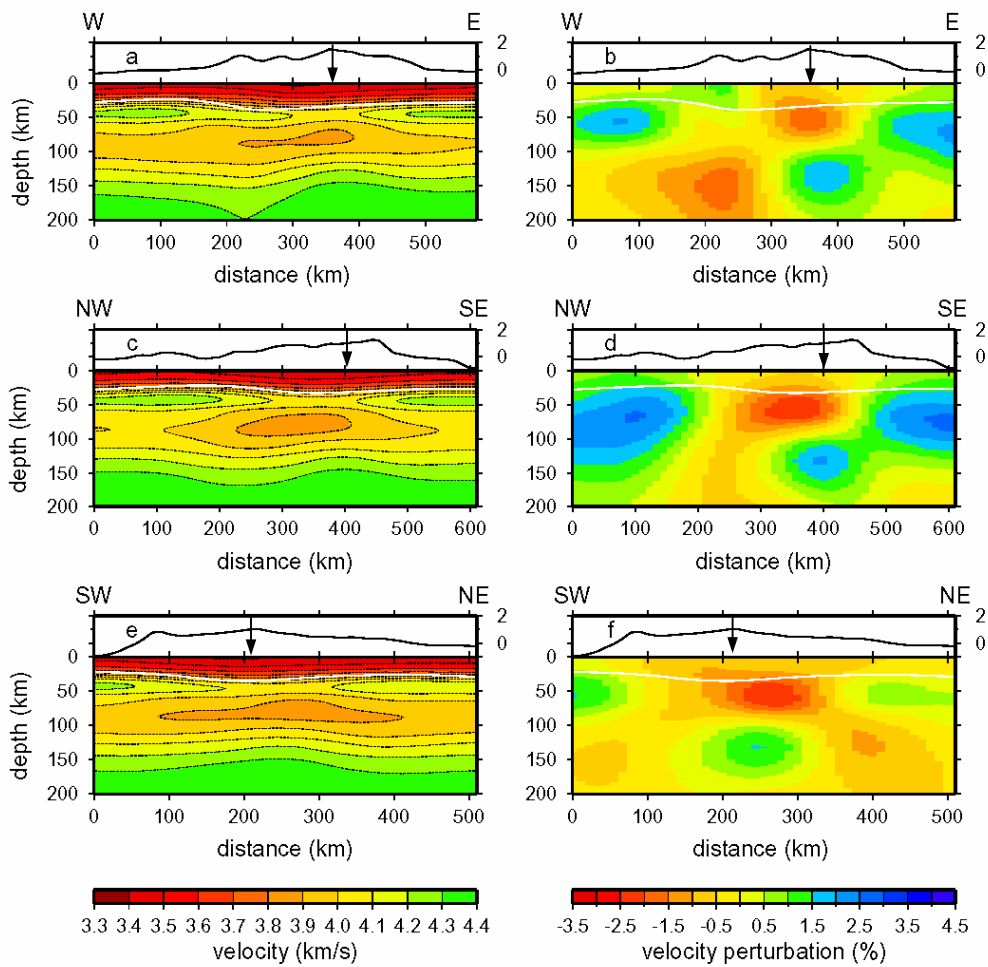 W E W E
a 2 b 2
0 0
0 0
50 50
100 100
150 150
200 200
depth (km)
0 100 200 300 400 500 0 100 200 300 400 500
distance (km) distance (km)
NW SE NW SE
c 2 d 2
0 0
0 0
50 50
100 100
150 150
200 200
depth (km)
0 100 200 300 400 500 600 0 100 200 300 400 500 600
distance (km) distance (km)
SW NE SW NE
e 2 f 2
0 0
0 0
50 50
100 100
150 150
200 200
depth (km)
0 100 200 300 400 500 0 100 200 300 400 500
distance (km) distance (km)
3.3 3.4 3.5 3.6 3.7 3.8 3.9 4.0 4.1 4.2 4.3 4.4 -3.5 -2.5 -1.5 -0.5 0.5 1.5 2.5 3.5 4.5
velocity (km/s) velocity perturbation (%)